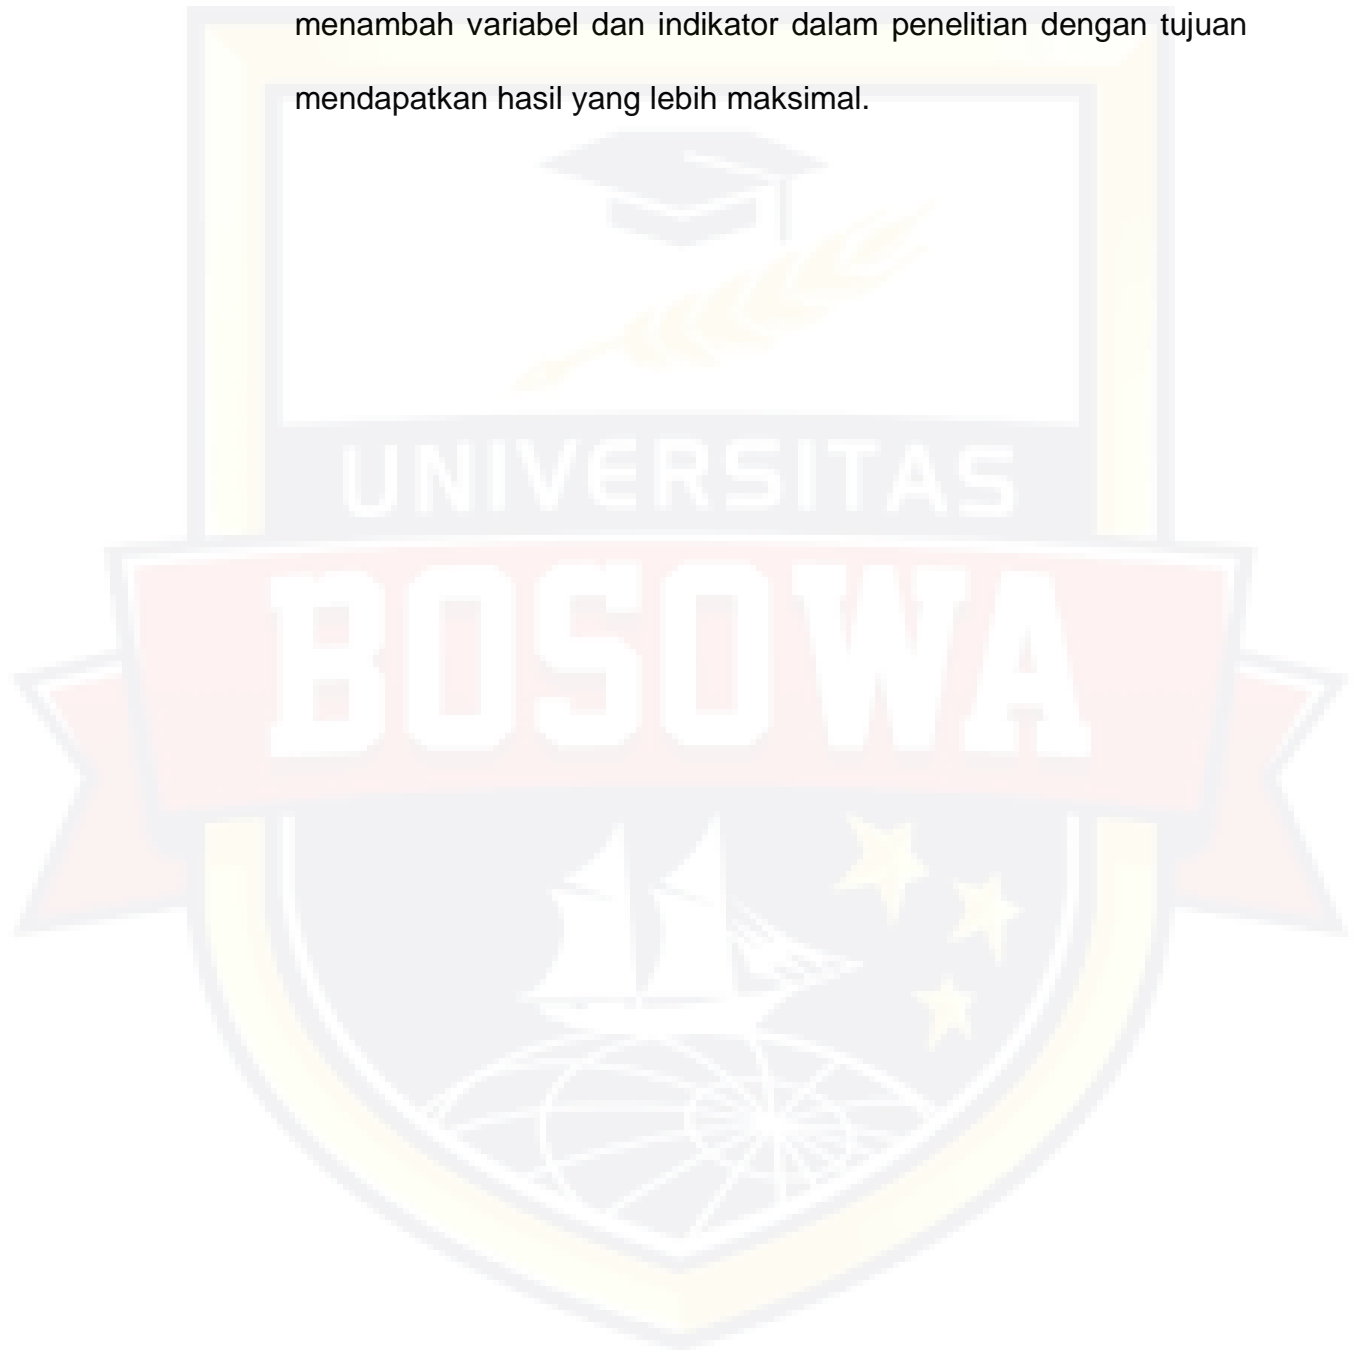 menambah variabel dan indikator dalam penelitian dengan tujuan
mendapatkan hasil yang lebih maksimal.
UNIVERSITAS
BOSOWA